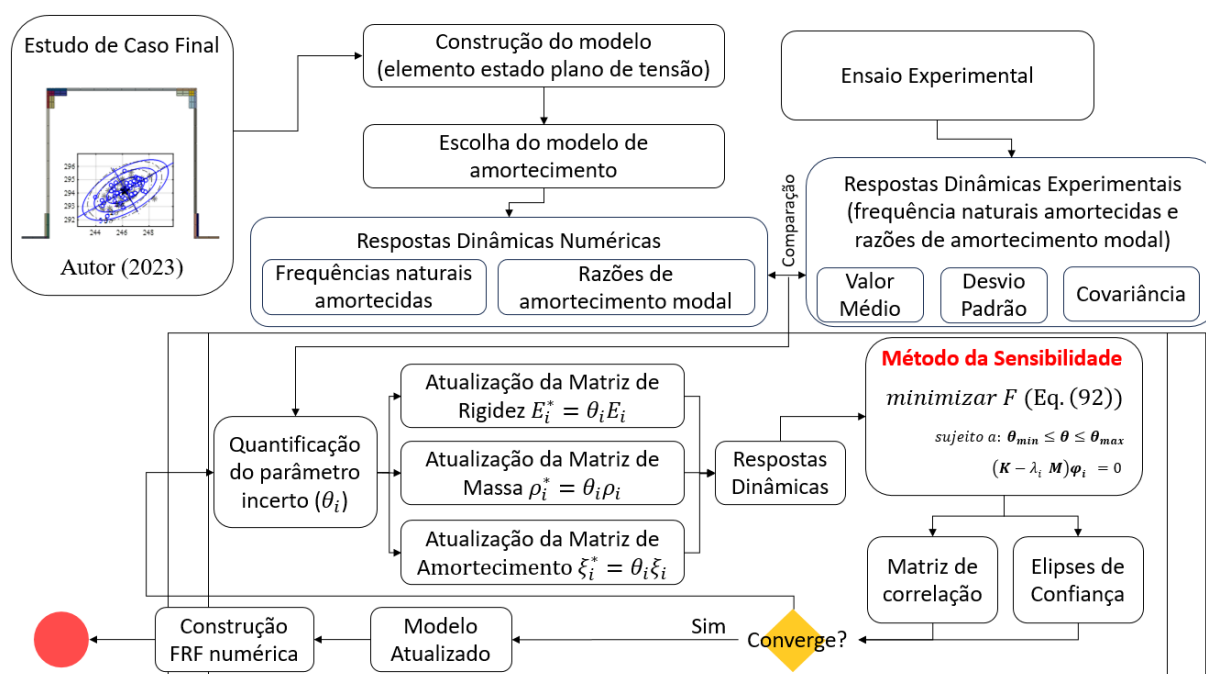 Estudo de Caso Final
296
295
294
293
292
244
246
248
Autor (2023)
Construção do modelo
(elemento estado plano de tensão)
Escolha do modelo de
amortecimento
Respostas Dinâmicas Numéricas
Frequências naturais
amortecidas
Razões de
amortecimento modal
Comparação
Ensaio Experimental
Respostas Dinâmicas Experimentais
(frequência naturais amortecidas e
razões de amortecimento modal)
Valor
Médio
Desvio
Padrão
Covariância
Quantificação
do parâmetro
incerto (θᵢ)
Atualização da Matriz de
Rigidez Eᵢ* = θᵢEᵢ
Atualização da Matriz de
Massa ρᵢ* = θᵢρᵢ
Atualização da Matriz de
Amortecimento ξᵢ* = θᵢξᵢ
Respostas
Dinâmicas
Método da Sensibilidade
minimizar F (Eq. (92))
sujeito a: θmin ≤ θ ≤ θmax
(K − λᵢ M)φᵢ = 0
Matriz de
correlação
Elipses de
Confiança
Converge?
Sim
Modelo
Atualizado
Construção
FRF numérica